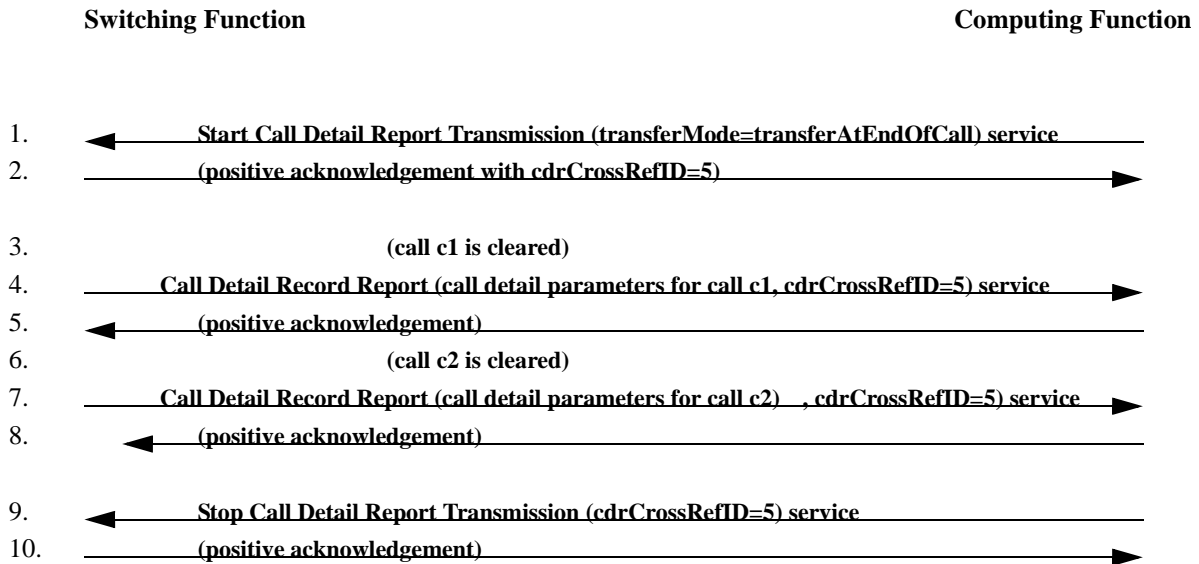 Switching Function Computing Function
1. Start Call Detail Report Transmission (transferMode=transferAtEndOfCall) service
2. (positive acknowledgement with cdrCrossRefID=5)
3. (call c1 is cleared)
4. Call Detail Record Report (call detail parameters for call c1, cdrCrossRefID=5) service
5. (positive acknowledgement)
6. (call c2 is cleared)
7. Call Detail Record Report (call detail parameters for call c2) , cdrCrossRefID=5) service
8. (positive acknowledgement)
9. Stop Call Detail Report Transmission (cdrCrossRefID=5) service
10. (positive acknowledgement)